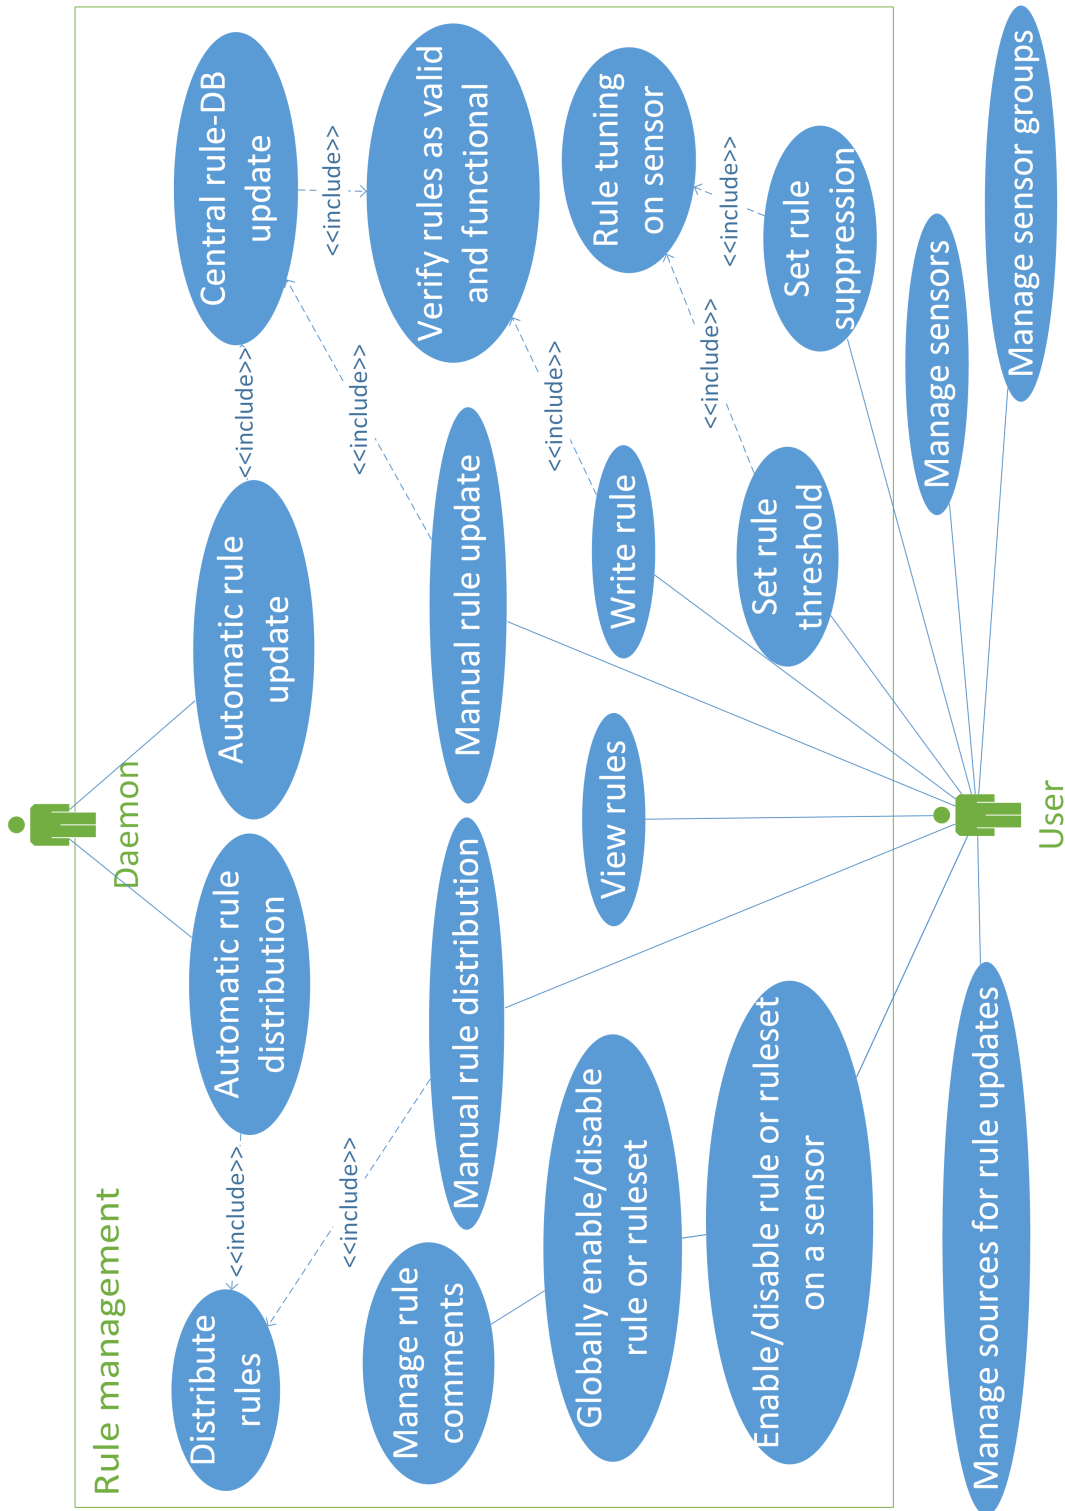 Rule management
Daemon
Distribute
rules
<<include>>
Automatic rule
distribution
Automatic rule
update
<<include>>
Central rule-DB
update
<<include>>
<<include>>
Manage rule
comments
Manual rule distribution
Manual rule update
<<include>>
Verify rules as valid
and functional
<<include>>
Globally enable/disable
rule or ruleset
View rules
Write rule
Rule tuning
on sensor
<<include>>
<<include>>
Enable/disable rule or ruleset
on a sensor
Set rule
threshold
Set rule
suppression
Manage sources for rule updates
User
Manage sensors
Manage sensor groups